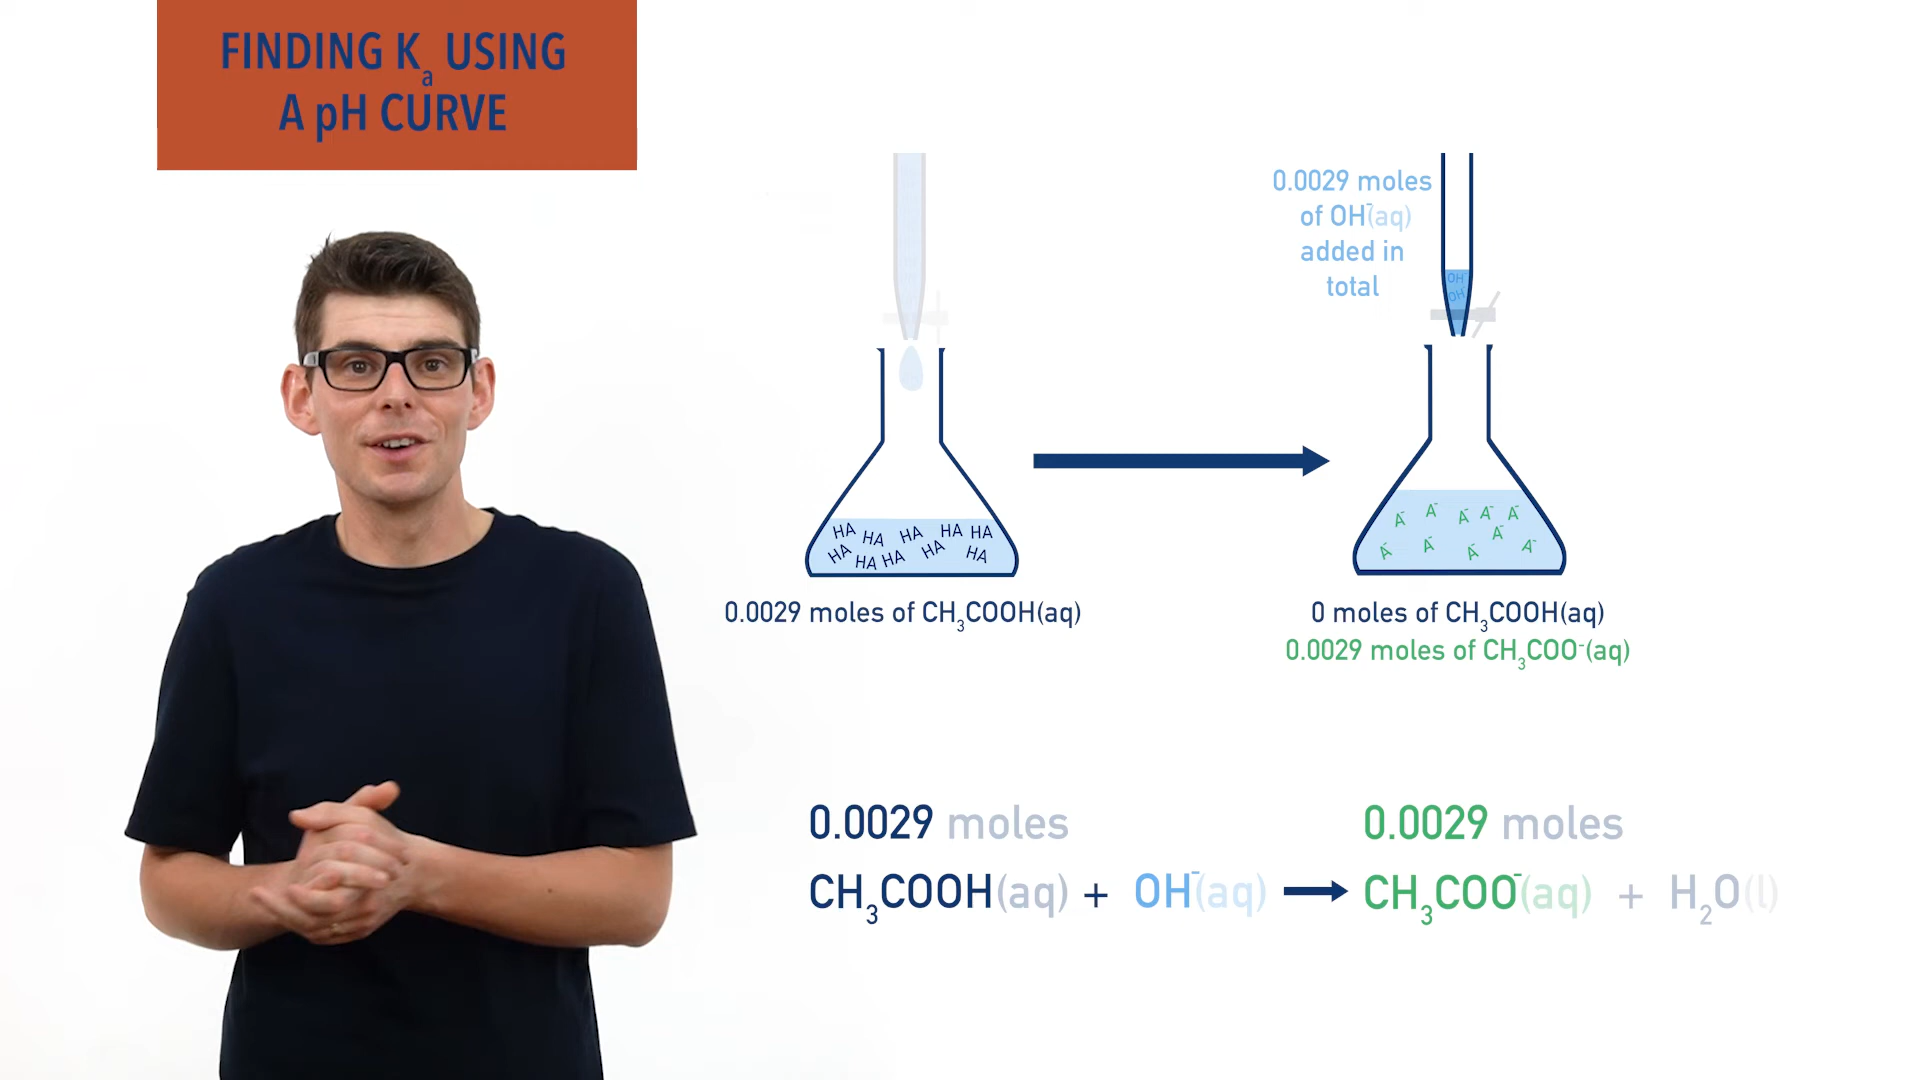 FINDING Kₐ USING
A pH CURVE
0.0029 moles
of OH⁻(aq)
added in
total
OH⁻
OH⁻
HA HA HA HA HA
HA HA HA HA HA
0.0029 moles of CH₃COOH(aq)
A⁻ A⁻ A⁻ A⁻ A⁻
A⁻ A⁻ A⁻ A⁻ A⁻
0 moles of CH₃COOH(aq)
0.0029 moles of CH₃COO⁻(aq)
0.0029 moles
0.0029 moles
CH₃COOH(aq) + OH⁻(aq) → CH₃COO⁻(aq) + H₂O(l)